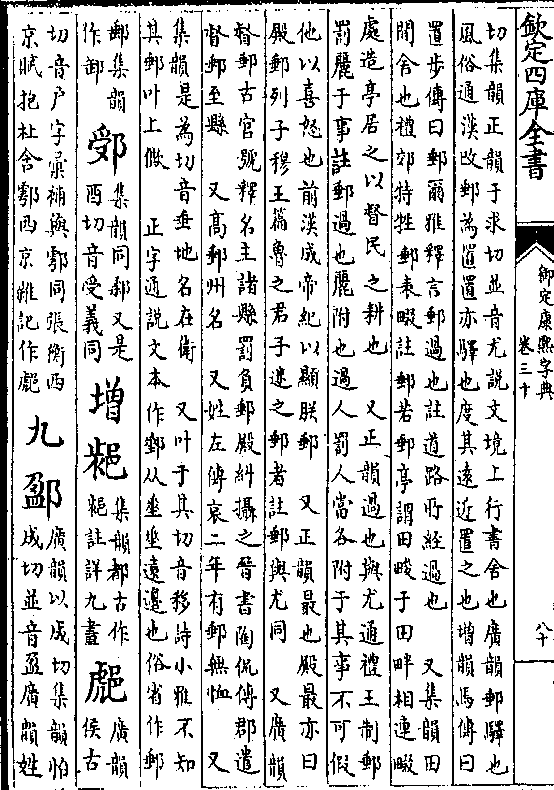 欽定四庫全書
御定康熙字典
卷三十
八十
切集韻正韻于求切並音尤說文境上行書舍也廣韻郵驛也
風俗通漢改郵為置置亦驛也度其遠近置之也增韻馬傳曰
置步傳曰郵爾雅釋言郵過也註道路所經過也　又集韻田
間舍也禮郊特牲郵表畷註郵若郵亭謂田畯于田畔相連畷
處造亭居之以督民之耕也　又正韻過也與尤通禮王制郵
罰麗于事註郵過也麗附也過人罰人當各附于其事不可假
他以喜怒也前漢成帝紀以顯朕郵　又正韻最也殿最亦曰
殿郵列子穆王篇魯之君子迷之郵者註郵與尤同　又廣韻
督郵古官號釋名主諸縣罰負郵殿糾攝之晉書陶侃傳郡遣
督郵至縣　又高郵州名　又姓左傳哀二年有郵無恤　又
集韻是為切音垂地名在衛　又叶于其切音移詩小雅不知
其郵叶上僛　正字通說文本作𨜏从垂垂遠邊也俗省作郵
郵集韻
作卸
𨛬
集韻同郄又是
酉切音受義同
增
𨞪
集韻郗古作
𨞪註詳九畫
郒
廣韻
侯古
切音户字彙補與鄠同張衡西
京賦抱杜含鄠西京雜記作郒
九
𨜏
廣韻以成切集韻怡
成切並音盈廣韻姓